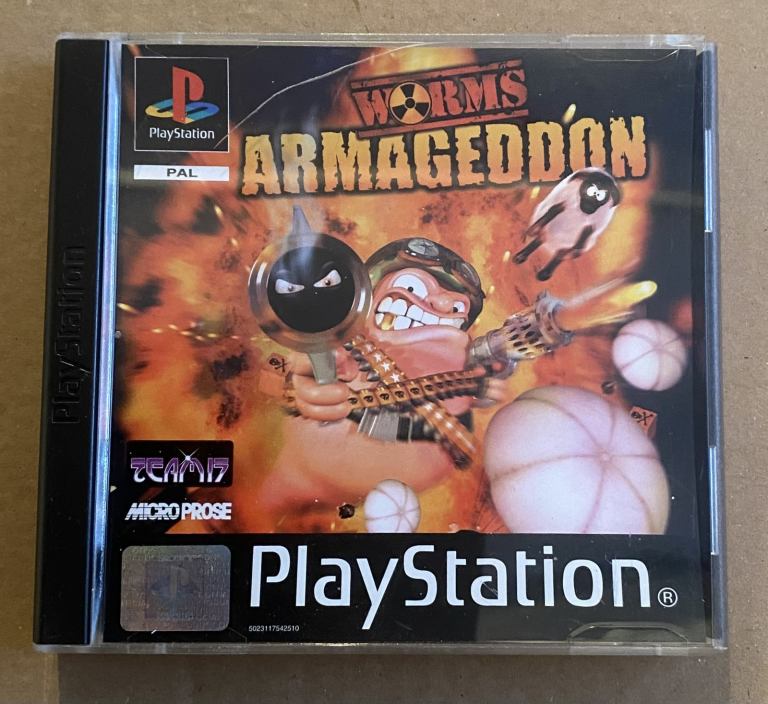 PlayStation
PAL
WORMS
ARMAGEDDON
PlayStation
TEAM17
MICROPROSE
PlayStation®
5023117542510